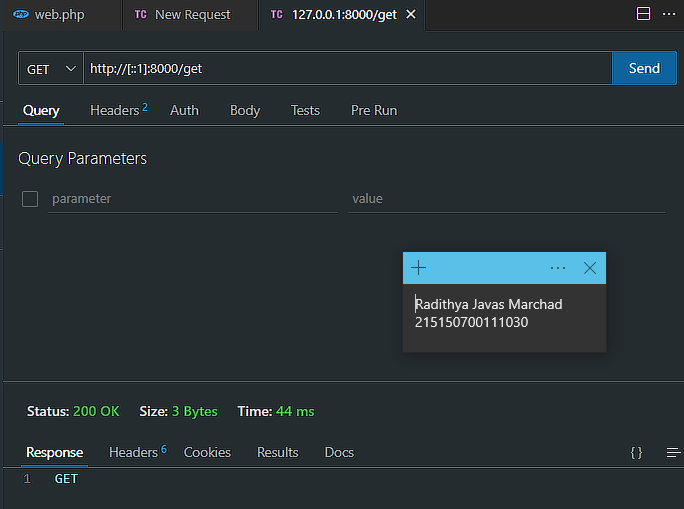 php web.php TC New Request TC 127.0.0.1:8000/get
GET http://[::1]:8000/get Send
Query Headers 2 Auth Body Tests Pre Run
Query Parameters
parameter value
Radithya Javas Marchad
215150700111030
Status: 200 OK Size: 3 Bytes Time: 44 ms
Response Headers 6 Cookies Results Docs { }
1 GET